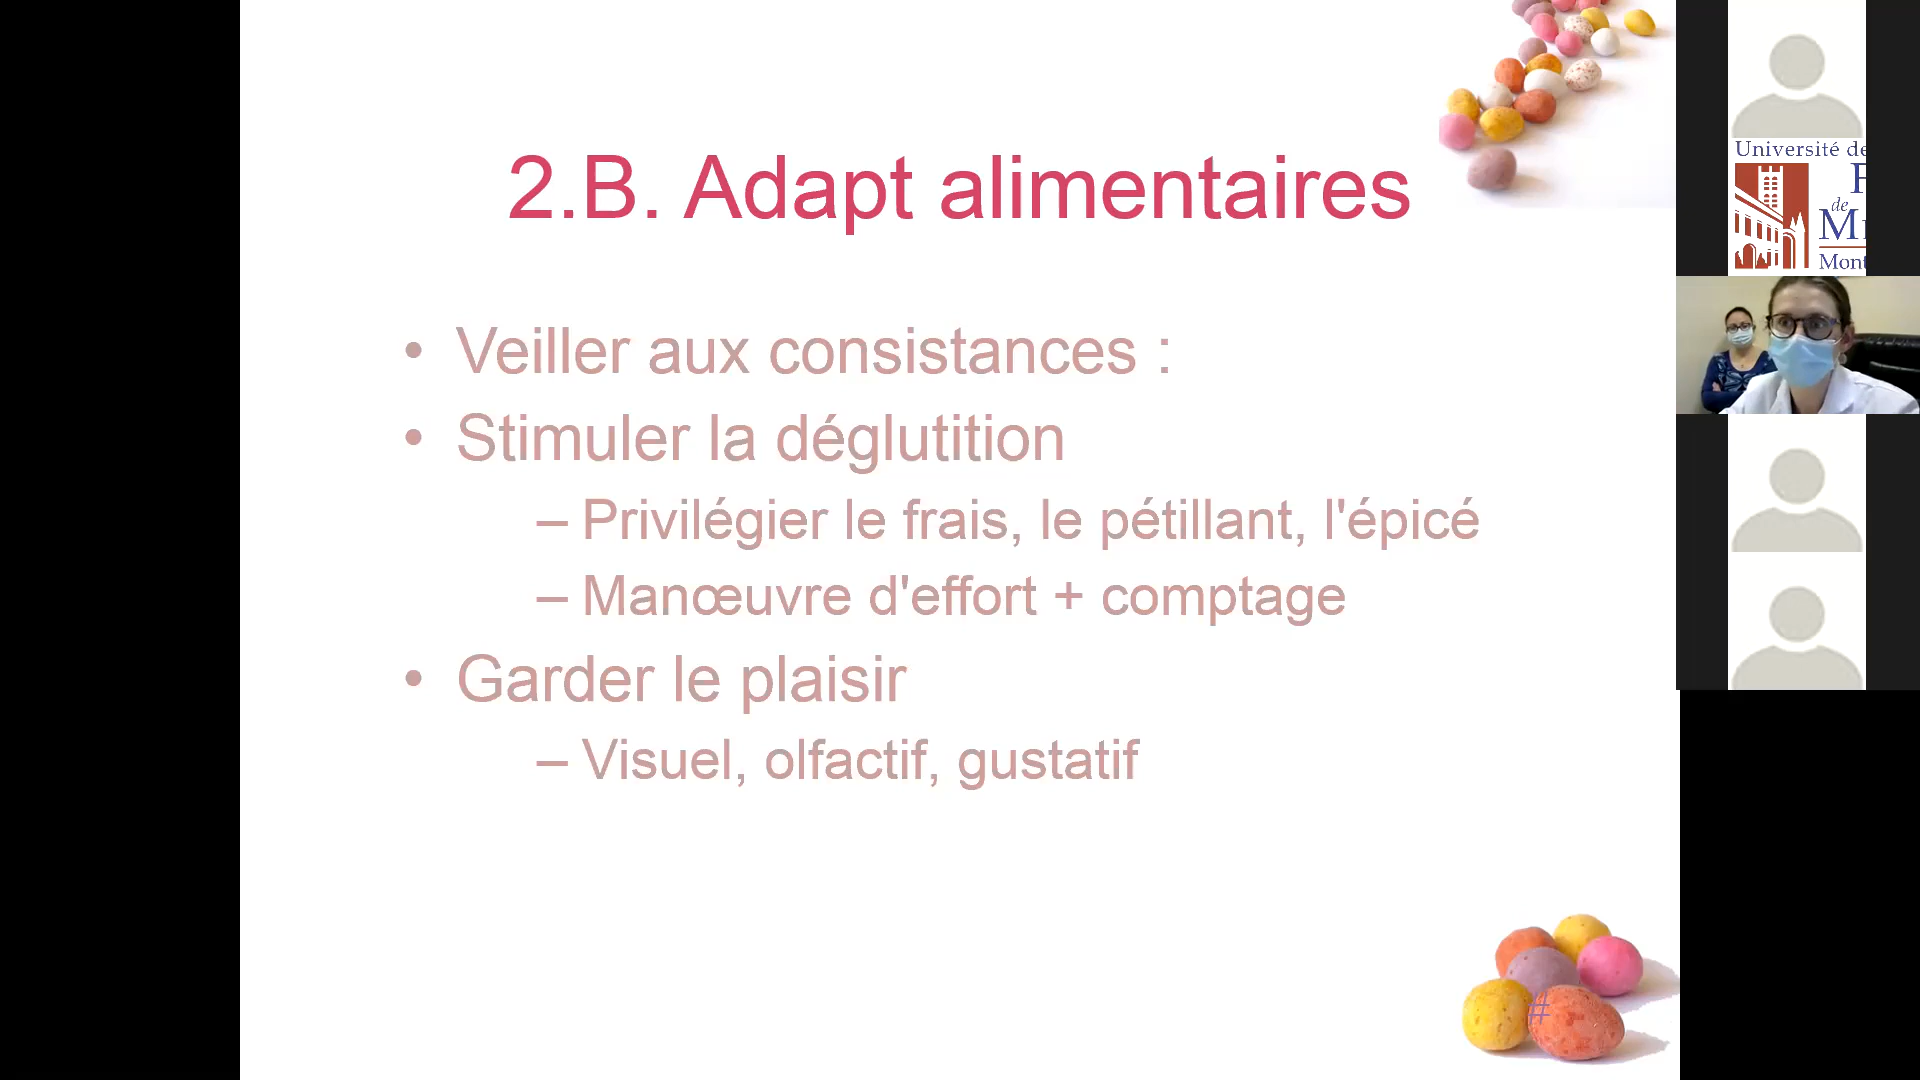 2.B. Adapt alimentaires
• Veiller aux consistances :
• Stimuler la déglutition
– Privilégier le frais, le pétillant, l'épicé
– Manœuvre d'effort + comptage
• Garder le plaisir
– Visuel, olfactif, gustatif
#
Université de
de
Mont